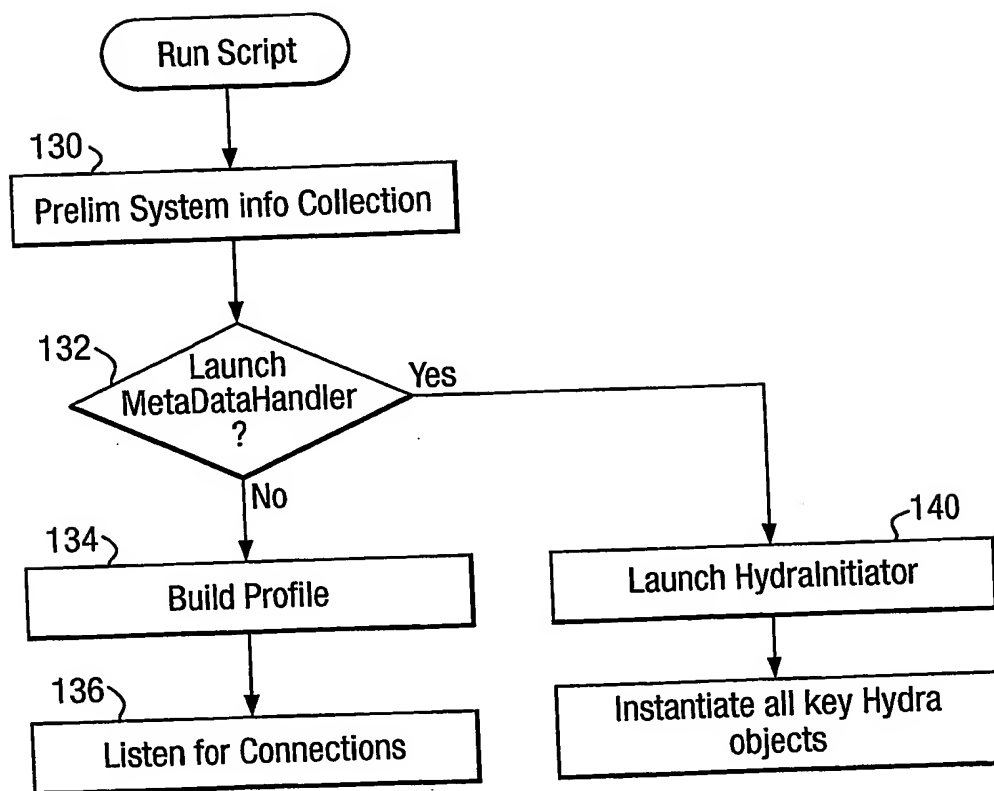 Run Script
130
Prelim System info Collection
132
Launch
MetaDataHandler
?
Yes
No
134
Build Profile
136
Listen for Connections
140
Launch HydraInitiator
Instantiate all key Hydra
objects